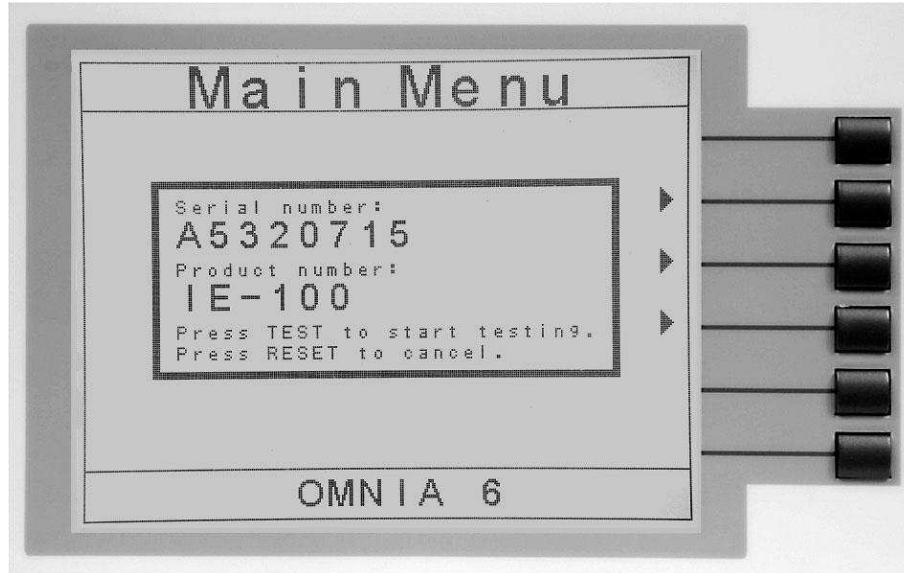 Main Menu
Serial number:
A5320715
Product number:
IE-100
Press TEST to start testing.
Press RESET to cancel.
OMNIA 6